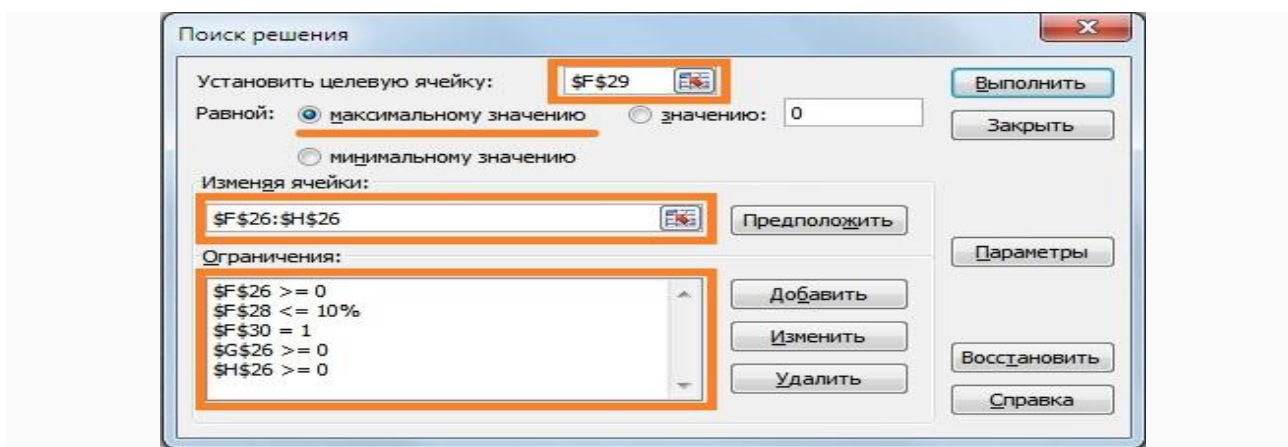 Поиск решения
Установить целевую ячейку: $F$29 Выполнить
Равной: максимальному значению значению: 0 Закрыть
минимальному значению
Изменяя ячейки:
$F$26:$H$26 Предположить
Ограничения: Параметры
$F$26 >= 0 Добавить
$F$28 <= 10%
$F$30 = 1 Изменить
$G$26 >= 0
$H$26 >= 0 Восстановить
Удалить
Справка